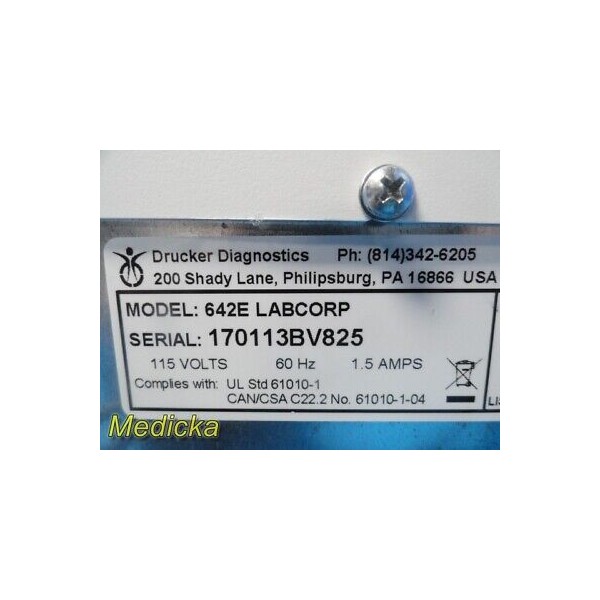 Drucker Diagnostics Ph: (814)342-6205
200 Shady Lane, Philipsburg, PA 16866 USA
MODEL: 642E LABCORP
SERIAL: 170113BV825
115 VOLTS 60 Hz 1.5 AMPS
Complies with: UL Std 61010-1
CAN/CSA C22.2 No. 61010-1-04
Medicka